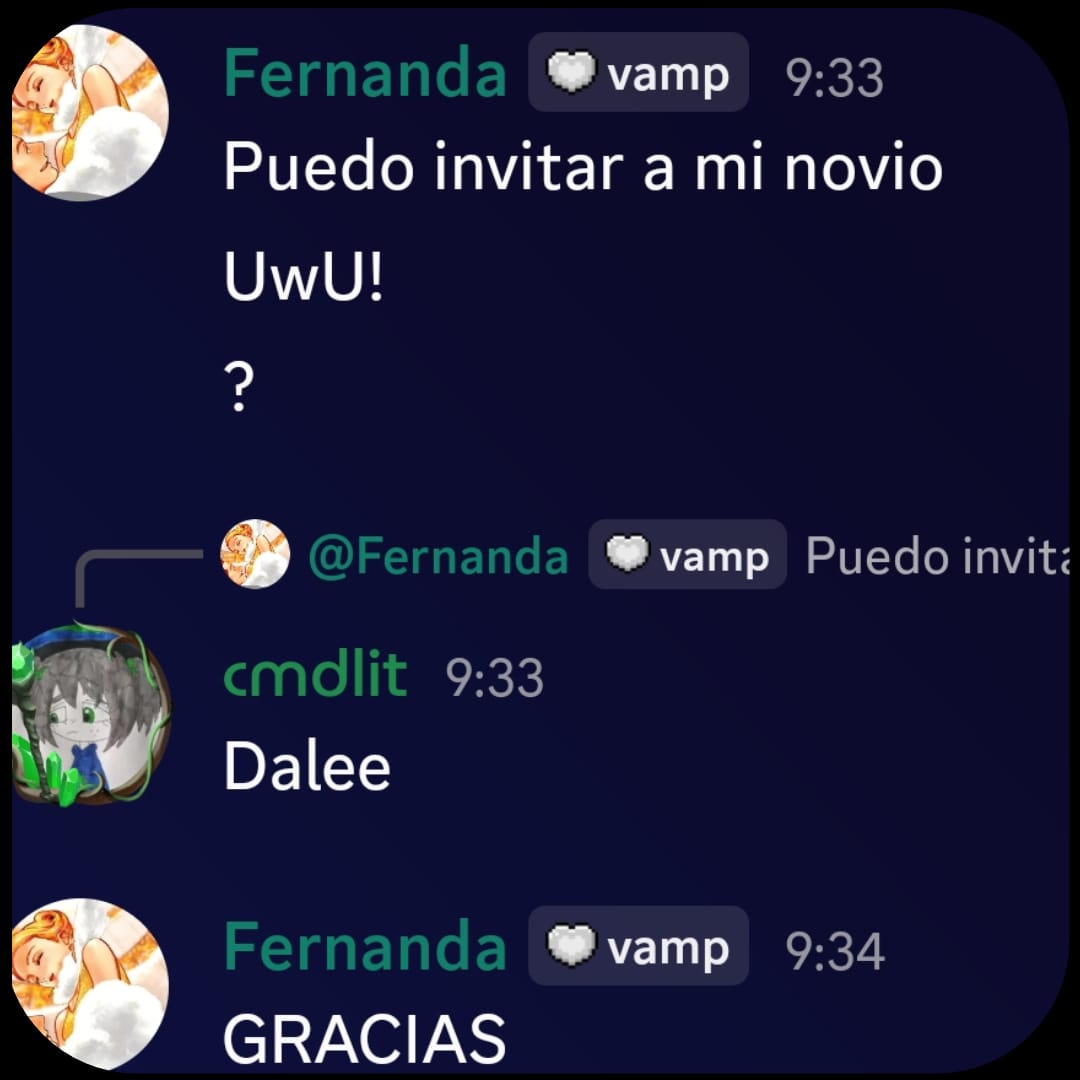 Fernanda vamp 9:33
Puedo invitar a mi novio
UwU!
?
@Fernanda vamp Puedo invita
cmdlit 9:33
Dalee
Fernanda vamp 9:34
GRACIAS